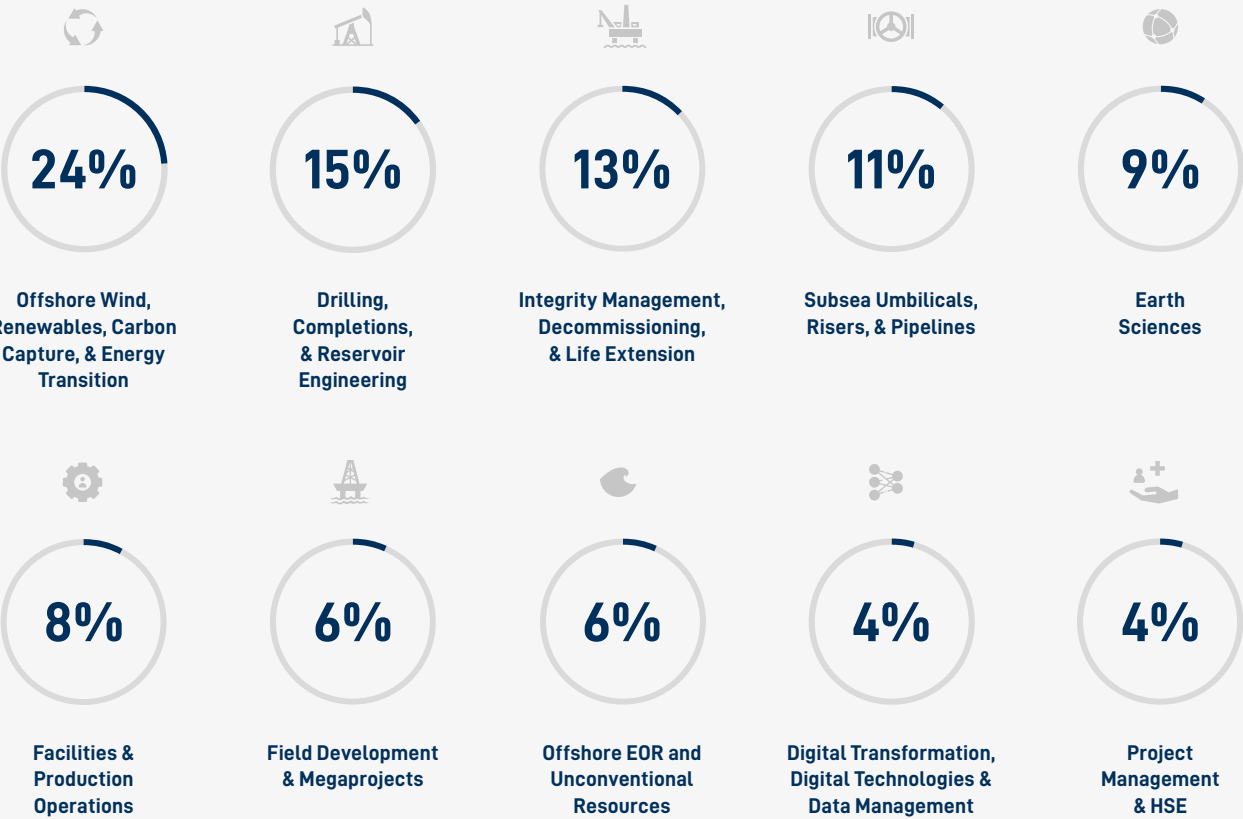 24%
15%
13%
11%
9%
Offshore Wind,
Renewables, Carbon
Capture, & Energy
Transition
Drilling,
Completions,
& Reservoir
Engineering
Integrity Management,
Decommissioning,
& Life Extension
Subsea Umbilicals,
Risers, & Pipelines
Earth
Sciences
8%
6%
6%
4%
4%
Facilities &
Production
Operations
Field Development
& Megaprojects
Offshore EOR and
Unconventional
Resources
Digital Transformation,
Digital Technologies &
Data Management
Project
Management
& HSE